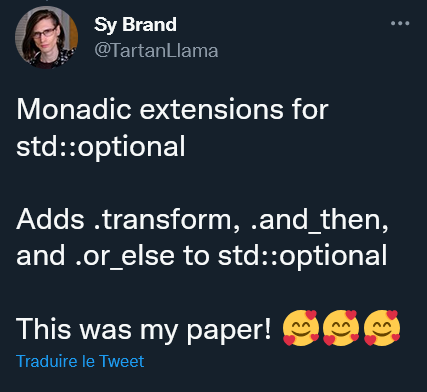 Sy Brand
@TartanLlama
Monadic extensions for
std::optional
Adds .transform, .and_then,
and .or_else to std::optional
This was my paper! 🥰🥰🥰
Traduire le Tweet